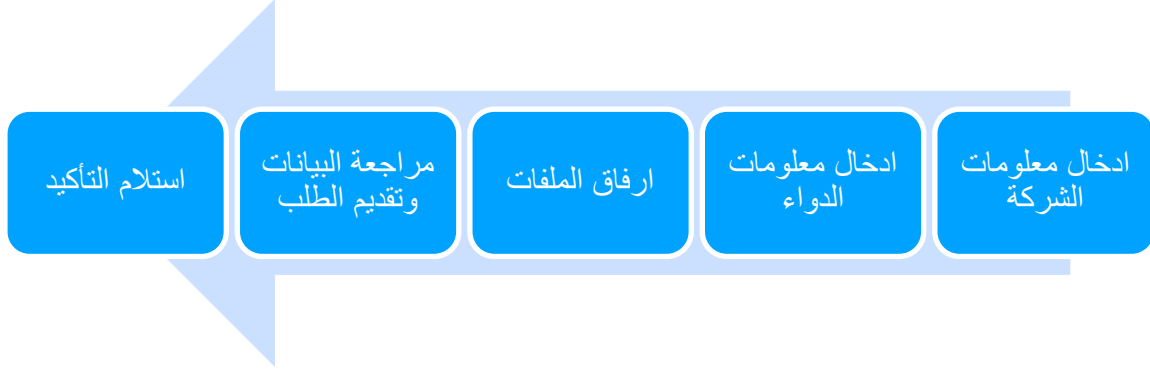 ادخال معلومات
الشركة
ادخال معلومات
الدواء
ارفاق الملفات
مراجعة البيانات
وتقديم الطلب
استلام التأكيد